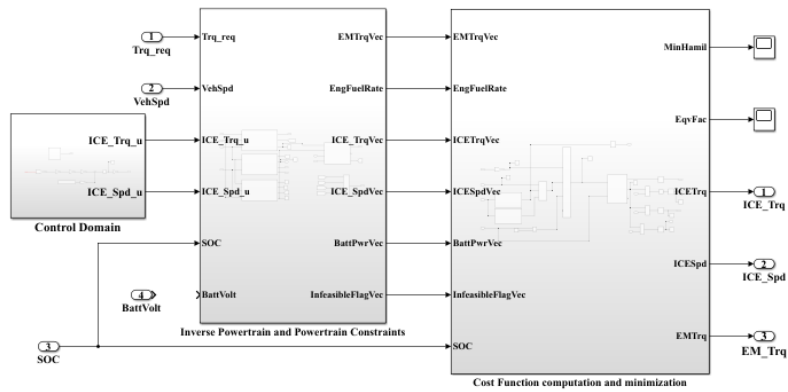 1
Trq_req
2
VehSpd
ICE_Trq_u
ICE_Spd_u
Control Domain
4
BattVolt
3
SOC
Trq_req
VehSpd
ICE_Trq_u
ICE_Spd_u
SOC
BattVolt
EMTrqVec
EngFuelRate
ICE_TrqVec
ICE_SpdVec
BattPwrVec
InfeasibleFlagVec
Inverse Powertrain and Powertrain Constraints
EMTrqVec
EngFuelRate
ICETrqVec
ICESpdVec
BattPwrVec
InfeasibleFlagVec
SOC
MinHamil
EqvFac
ICETrq
ICESpd
EMTrq
Cost Function computation and minimization
1
ICE_Trq
2
ICE_Spd
3
EM_Trq